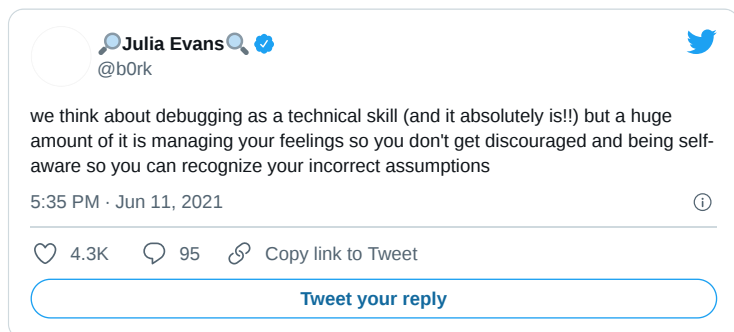 🔎Julia Evans🔍
@b0rk
we think about debugging as a technical skill (and it absolutely is!!) but a huge
amount of it is managing your feelings so you don't get discouraged and being self-
aware so you can recognize your incorrect assumptions
5:35 PM · Jun 11, 2021
4.3K 95 Copy link to Tweet
Tweet your reply